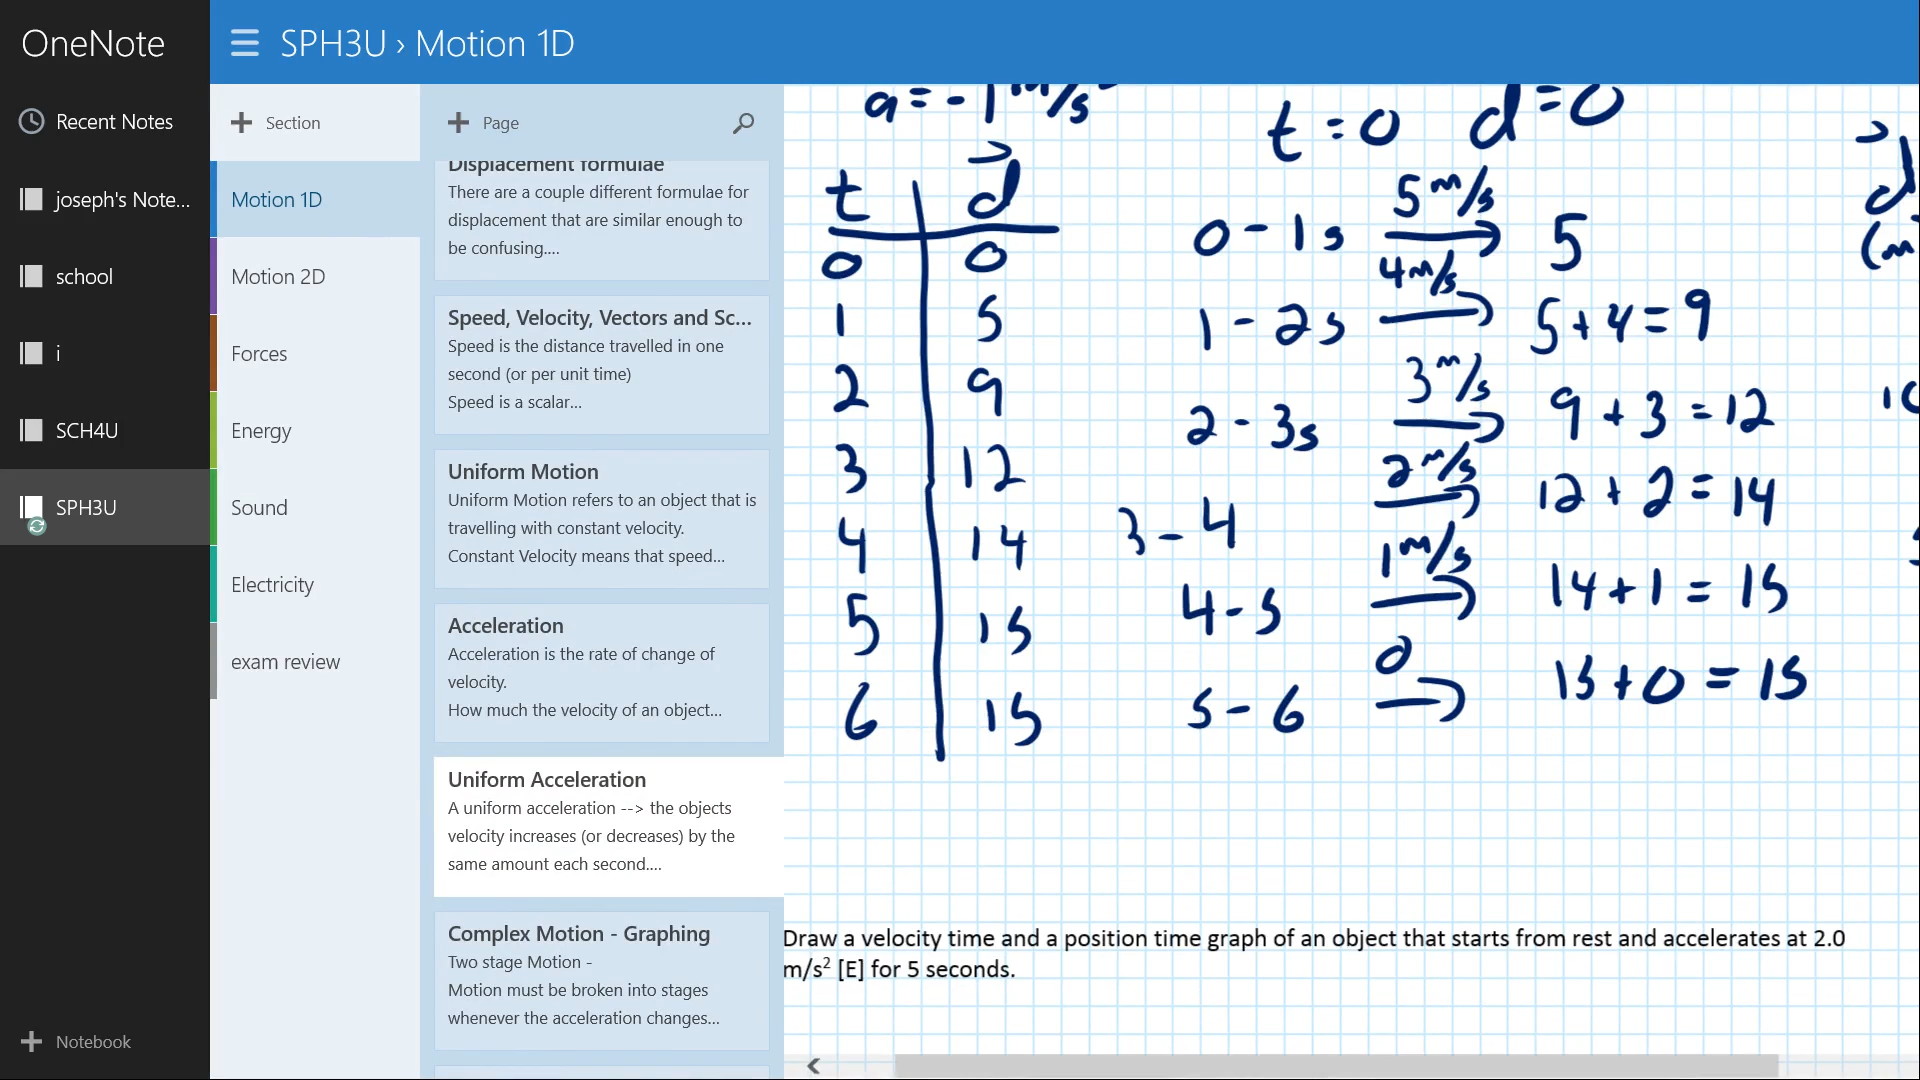 OneNote
Recent Notes
joseph's Note...
school
i
SCH4U
SPH3U
Notebook
SPH3U › Motion 1D
Section
Motion 1D
Motion 2D
Forces
Energy
Sound
Electricity
exam review
Page
Displacement formulae
There are a couple different formulae for
displacement that are similar enough to
be confusing....
Speed, Velocity, Vectors and Sc...
Speed is the distance travelled in one
second (or per unit time)
Speed is a scalar...
Uniform Motion
Uniform Motion refers to an object that is
travelling with constant velocity.
Constant Velocity means that speed...
Acceleration
Acceleration is the rate of change of
velocity.
How much the velocity of an object...
Uniform Acceleration
A uniform acceleration --> the objects
velocity increases (or decreases) by the
same amount each second....
Complex Motion - Graphing
Two stage Motion -
Motion must be broken into stages
whenever the acceleration changes...
a = -1 m/s
t d
0 0
1 5
2 9
3 12
4 14
5 15
6 15
t = 0 d = 0
0 - 1s 5 m/s 5
1 - 2s 4 m/s 5 + 4 = 9
2 - 3s 3 m/s 9 + 3 = 12
3 - 4 2 m/s 12 + 2 = 14
4 - 5 1 m/s 14 + 1 = 15
5 - 6 0 15 + 0 = 15
d
(m
Draw a velocity time and a position time graph of an object that starts from rest and accelerates at 2.0
m/s² [E] for 5 seconds.